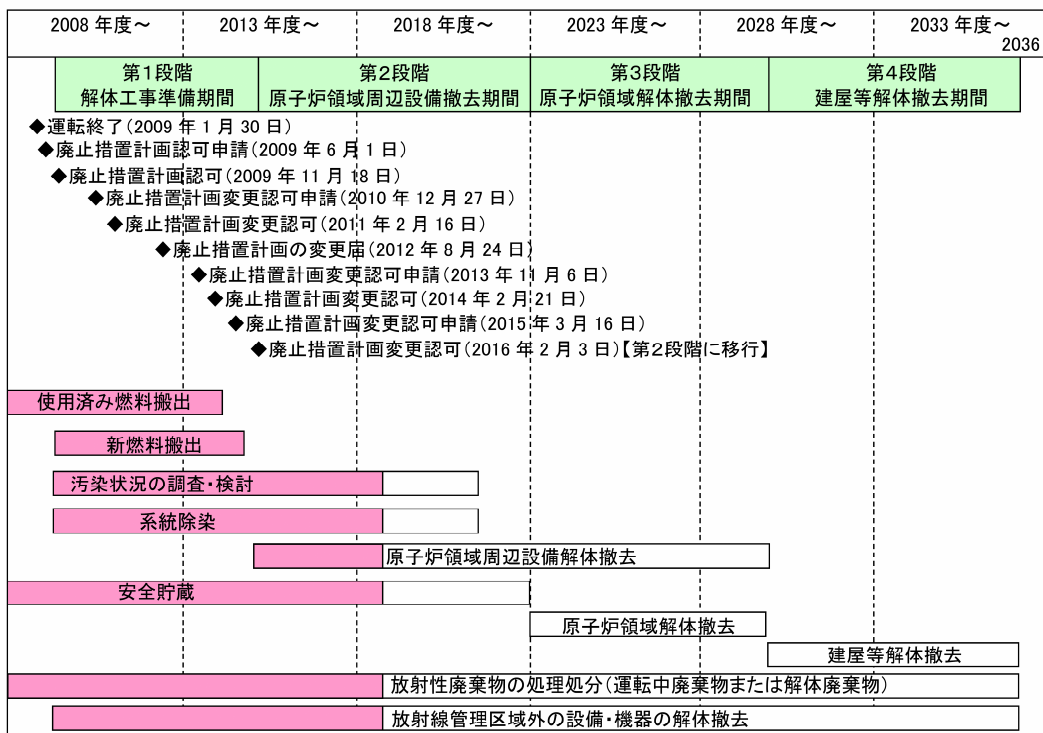 2008 年度～ 2013 年度～ 2018 年度～ 2023 年度～ 2028 年度～ 2033 年度～
2036
第１段階 第２段階 第３段階 第４段階
解体工事準備期間 原子炉領域周辺設備撤去期間 原子炉領域解体撤去期間 建屋等解体撤去期間
◆運転終了（2009 年 1 月 30 日）
◆廃止措置計画認可申請（2009 年 6 月 1 日）
◆廃止措置計画認可（2009 年 11 月 18 日）
◆廃止措置計画変更認可申請（2010 年 12 月 27 日）
◆廃止措置計画変更認可（2011 年 2 月 16 日）
◆廃止措置計画の変更届（2012 年 8 月 24 日）
◆廃止措置計画変更認可申請（2013 年 11 月 6 日）
◆廃止措置計画変更認可（2014 年 2 月 21 日）
◆廃止措置計画変更認可申請（2015 年 3 月 16 日）
◆廃止措置計画変更認可（2016 年 2 月 3 日）【第２段階に移行】
使用済み燃料搬出
新燃料搬出
汚染状況の調査・検討
系統除染
原子炉領域周辺設備解体撤去
安全貯蔵
原子炉領域解体撤去
建屋等解体撤去
放射性廃棄物の処理処分（運転中廃棄物または解体廃棄物）
放射線管理区域外の設備・機器の解体撤去